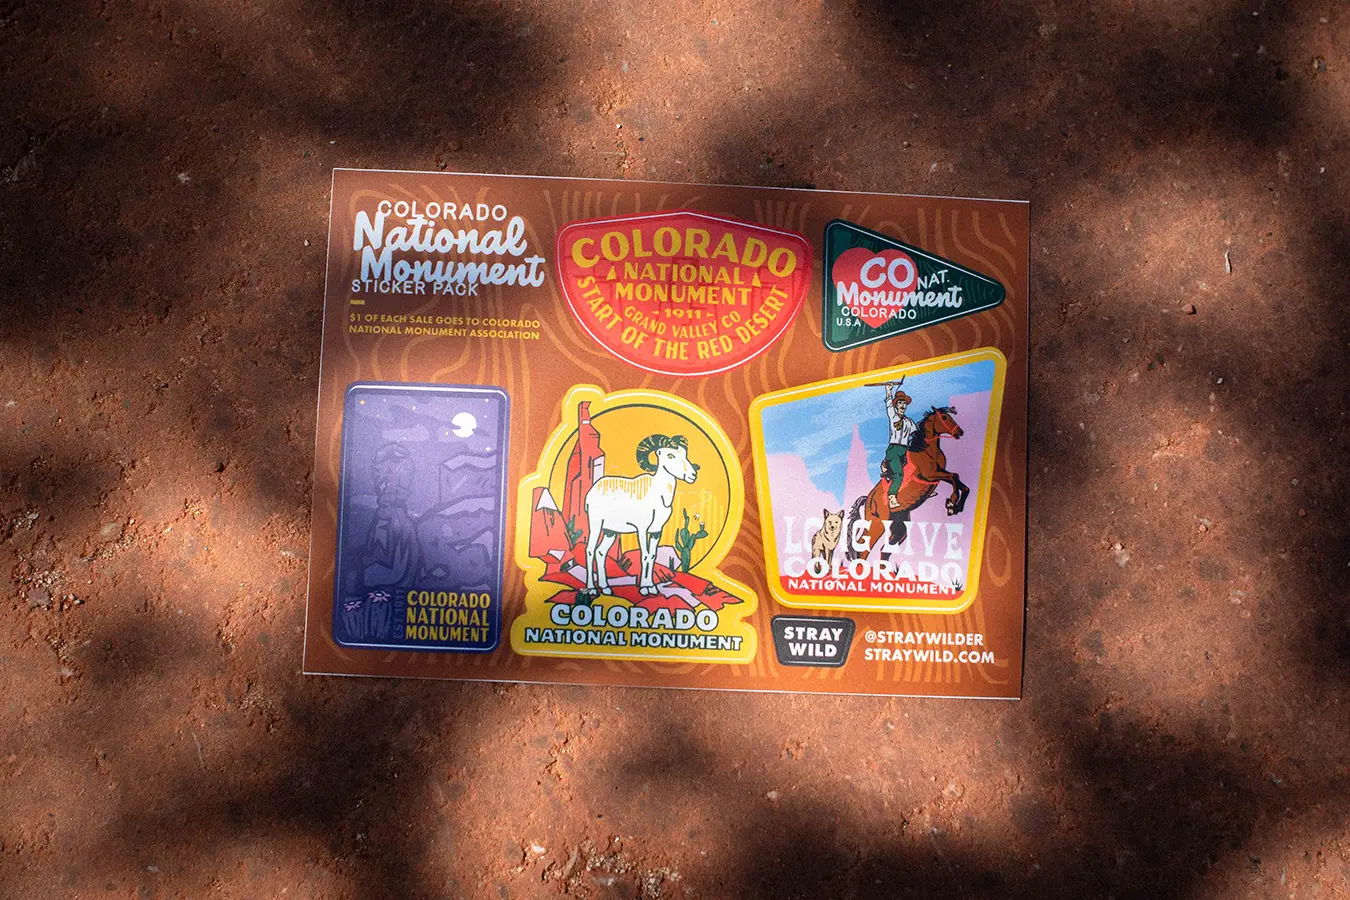 COLORADO
National
Monument
STICKER PACK
$1 OF EACH SALE GOES TO COLORADO
NATIONAL MONUMENT ASSOCIATION
COLORADO
NATIONAL
MONUMENT
1911
GRAND VALLEY CO
START OF THE RED DESERT
CO NAT.
Monument
COLORADO
U.S.A
EST. 1911
COLORADO
NATIONAL
MONUMENT
COLORADO
NATIONAL MONUMENT
LONG LIVE
COLORADO
NATIONAL MONUMENT
STRAY
WILD
@STRAYWILDER
STRAYWILD.COM